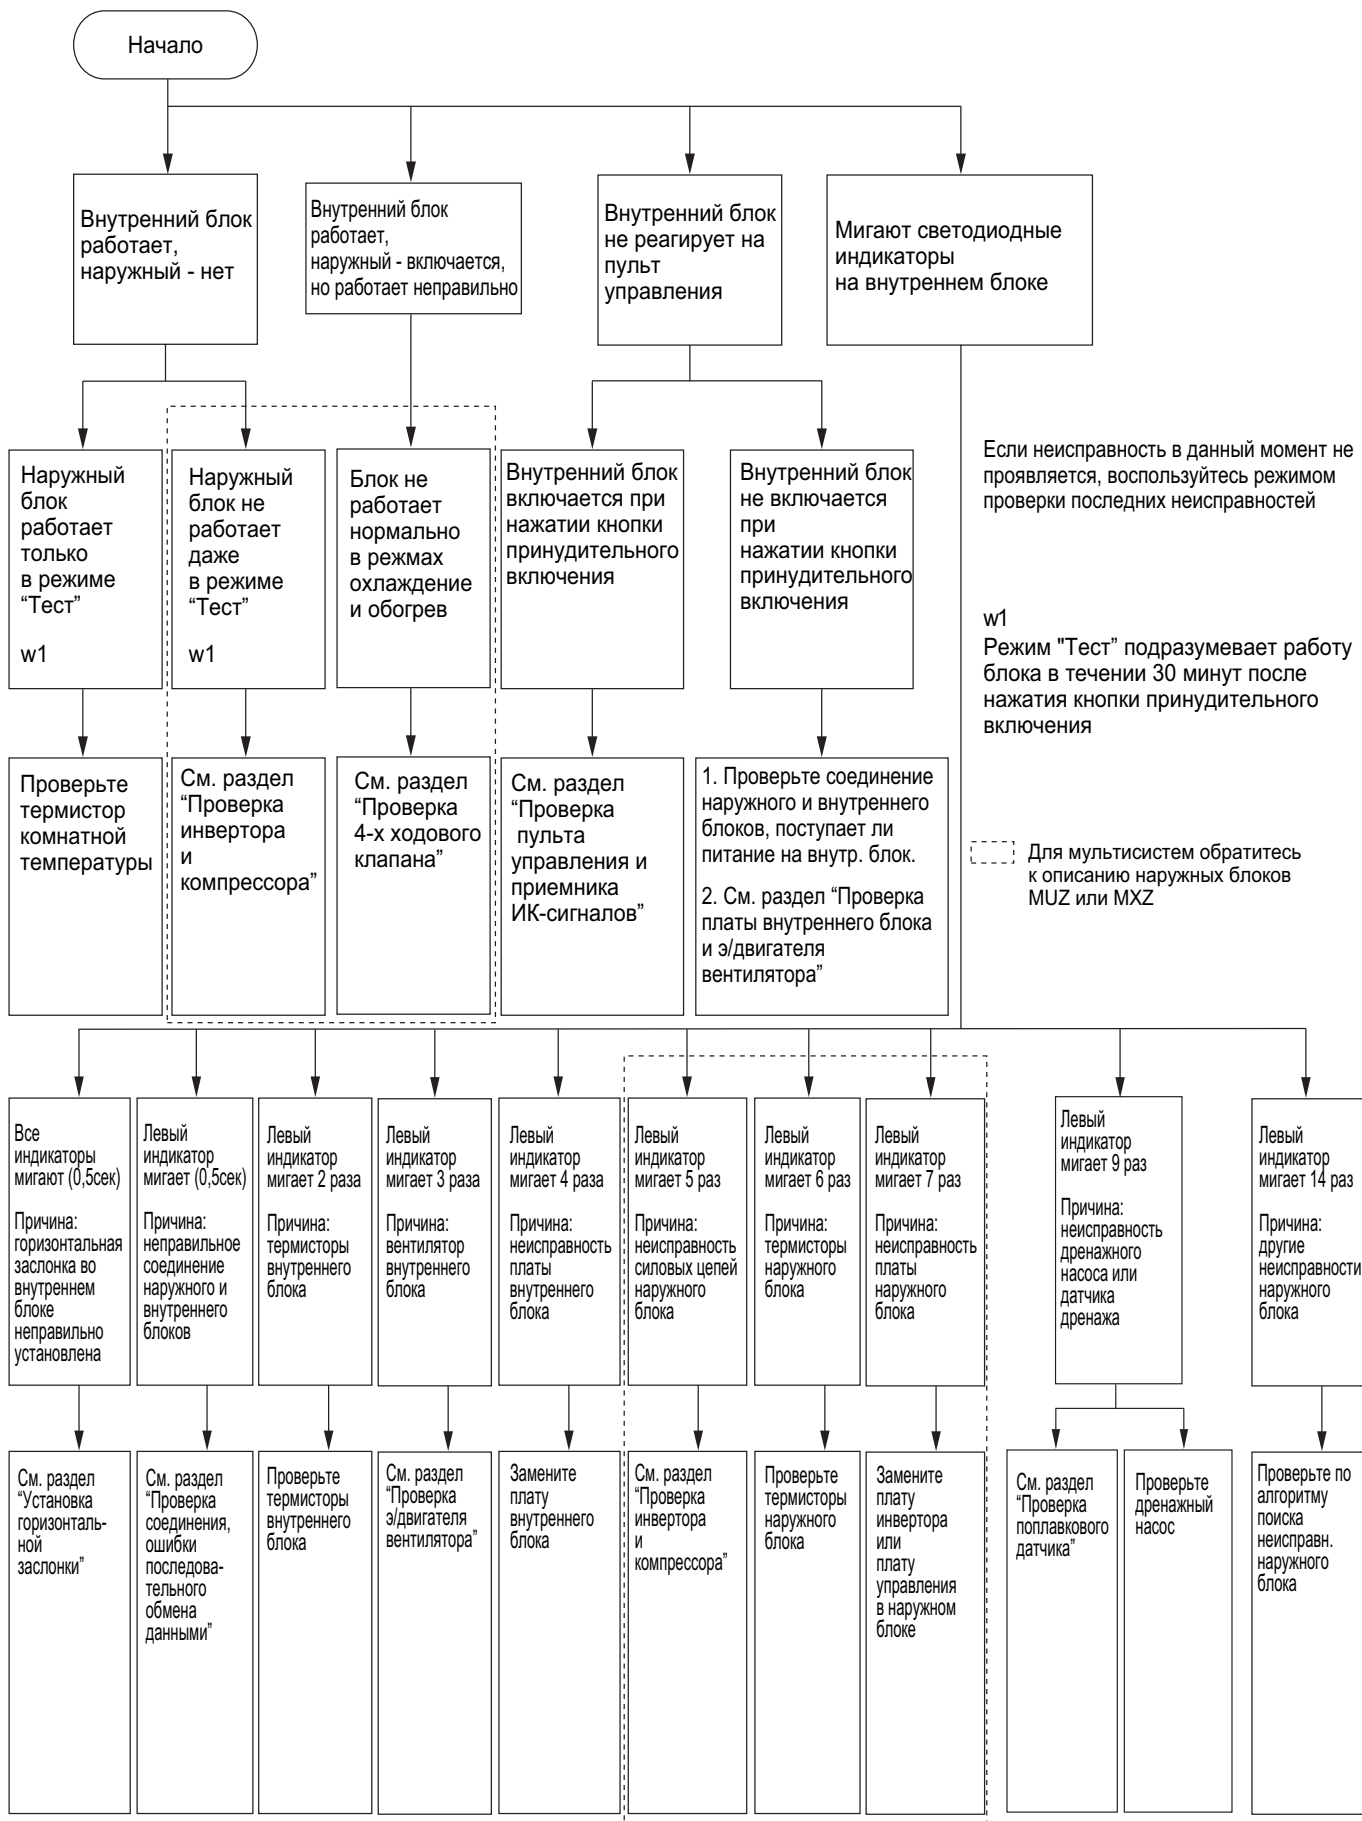 Начало
Внутренний блок
работает,
наружный - нет
Внутренний блок
работает,
наружный - включается,
но работает неправильно
Внутренний блок
не реагирует на
пульт
управления
Мигают светодиодные
индикаторы
на внутреннем блоке
Наружный
блок
работает
только
в режиме
“Тест”
w1
Наружный
блок не
работает
даже
в режиме
“Тест”
w1
Блок не
работает
нормально
в режмах
охлаждение
и обогрев
Внутренний блок
включается при
нажатии кнопки
принудительного
включения
Внутренний блок
не включается
при
нажатии кнопки
принудительного
включения
Если неисправность в данный момент не
проявляется, воспользуйтесь режимом
проверки последних неисправностей
w1
Режим "Тест” подразумевает работу
блока в течении 30 минут после
нажатия кнопки принудительного
включения
Проверьте
термистор
комнатной
температуры
См. раздел
“Проверка
инвертора
и
компрессора”
См. раздел
“Проверка
4-х ходового
клапана”
См. раздел
“Проверка
пульта
управления и
приемника
ИК-сигналов”
1. Проверьте соединение
наружного и внутреннего
блоков, поступает ли
питание на внутр. блок.
2. См. раздел “Проверка
платы внутреннего блока
и э/двигателя
вентилятора”
Для мультисистем обратитесь
к описанию наружных блоков
MUZ или MXZ
Все
индикаторы
мигают (0,5сек)
Причина:
горизонтальная
заслонка во
внутреннем
блоке
неправильно
установлена
Левый
индикатор
мигает (0,5сек)
Причина:
неправильное
соединение
наружного и
внутреннего
блоков
Левый
индикатор
мигает 2 раза
Причина:
термисторы
внутреннего
блока
Левый
индикатор
мигает 3 раза
Причина:
вентилятор
внутреннего
блока
Левый
индикатор
мигает 4 раза
Причина:
неисправность
платы
внутреннего
блока
Левый
индикатор
мигает 5 раз
Причина:
неисправность
силовых цепей
наружного
блока
Левый
индикатор
мигает 6 раз
Причина:
термисторы
наружного
блока
Левый
индикатор
мигает 7 раз
Причина:
неисправность
платы
наружного
блока
Левый
индикатор
мигает 9 раз
Причина:
неисправность
дренажного
насоса или
датчика
дренажа
Левый
индикатор
мигает 14 раз
Причина:
другие
неисправности
наружного
блока
См. раздел
“Установка
горизонталь-
ной
заслонки”
См. раздел
“Проверка
соединения,
ошибки
последова-
тельного
обмена
данными”
Проверьте
термисторы
внутреннего
блока
См. раздел
“Проверка
э/двигателя
вентилятора”
Замените
плату
внутреннего
блока
См. раздел
“Проверка
инвертора
и
компрессора”
Проверьте
термисторы
наружного
блока
Замените
плату
инвертора
или
плату
управления
в наружном
блоке
См. раздел
“Проверка
поплавкового
датчика”
Проверьте
дренажный
насос
Проверьте по
алгоритму
поиска
неисправн.
наружного
блока